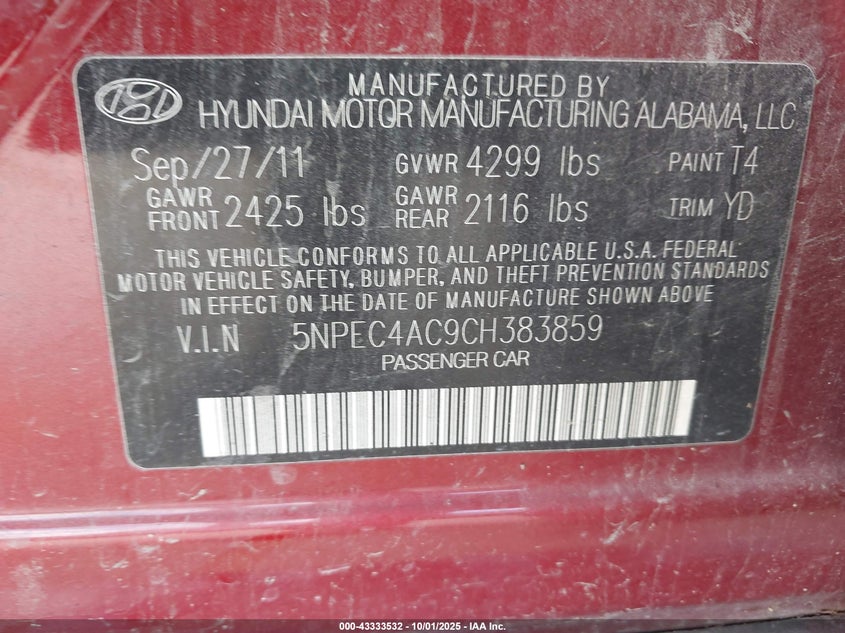 MANUFACTURED BY
HYUNDAI MOTOR MANUFACTURING ALABAMA, LLC
Sep/27/11 GVWR 4299 lbs PAINT T4
GAWR FRONT 2425 lbs GAWR REAR 2116 lbs TRIM YD
THIS VEHICLE CONFORMS TO ALL APPLICABLE U.S.A. FEDERAL
MOTOR VEHICLE SAFETY, BUMPER, AND THEFT PREVENTION STANDARDS
IN EFFECT ON THE DATE OF MANUFACTURE SHOWN ABOVE
V.I.N 5NPEC4AC9CH383859
PASSENGER CAR
000-43333532 - 10/01/2025 - IAA Inc.